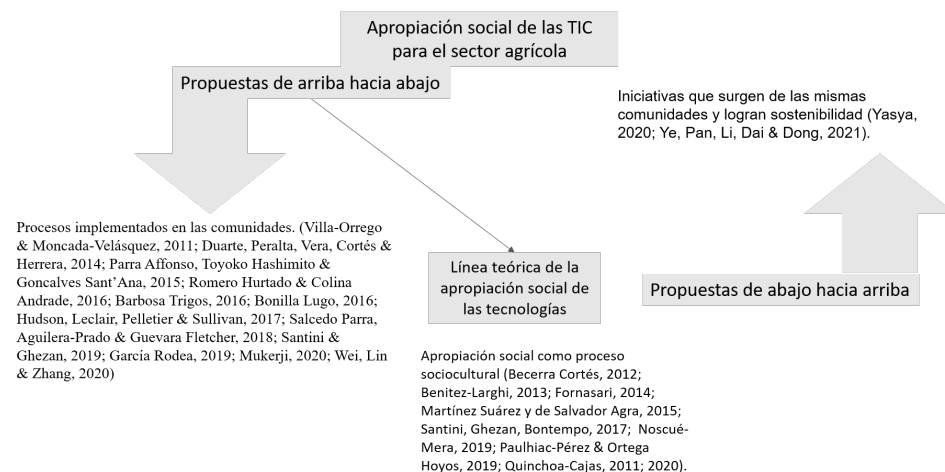 Apropiación social de las TIC
para el sector agrícola
Propuestas de arriba hacia abajo
Iniciativas que surgen de las mismas
comunidades y logran sostenibilidad (Yasya,
2020; Ye, Pan, Li, Dai & Dong, 2021).
Procesos implementados en las comunidades. (Villa-Orrego
& Moncada-Velásquez, 2011; Duarte, Peralta, Vera, Cortés &
Herrera, 2014; Parra Affonso, Toyoko Hashimito &
Goncalves Sant’Ana, 2015; Romero Hurtado & Colina
Andrade, 2016; Barbosa Trigos, 2016; Bonilla Lugo, 2016;
Hudson, Leclair, Pelletier & Sullivan, 2017; Salcedo Parra,
Aguilera-Prado & Guevara Fletcher, 2018; Santini &
Ghezan, 2019; García Rodea, 2019; Mukerji, 2020; Wei, Lin
& Zhang, 2020)
Línea teórica de la
apropiación social de
las tecnologías
Propuestas de abajo hacia arriba
Apropiación social como proceso
sociocultural (Becerra Cortés, 2012;
Benitez-Larghi, 2013; Fornasari, 2014;
Martínez Suárez y de Salvador Agra, 2015;
Santini, Ghezan, Bontempo, 2017; Noscué-
Mera, 2019; Paulhiac-Pérez & Ortega
Hoyos, 2019; Quinchoa-Cajas, 2011; 2020).